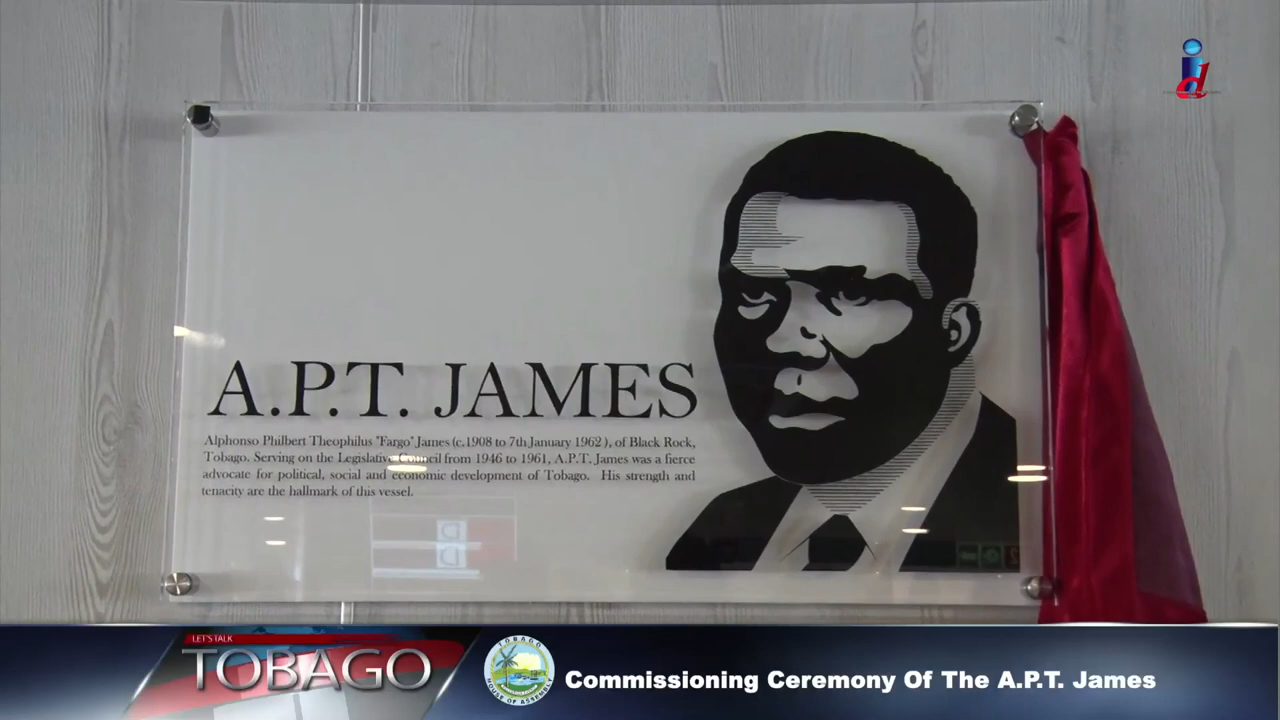 A.P.T. JAMES
Alphonso Philbert Theophilus "Fargo" James (c.1908 to 7th January 1962 ), of Black Rock,
Tobago. Serving on the Legislative Council from 1946 to 1961, A.P.T. James was a fierce
advocate for political, social and economic development of Tobago. His strength and
tenacity are the hallmark of this vessel.
LET'S TALK
TOBAGO
TOBAGO
HOUSE OF ASSEMBLY
Commissioning Ceremony Of The A.P.T. James